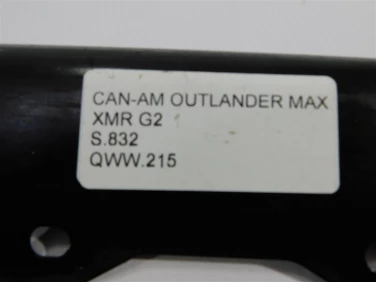 CAN-AM OUTLANDER MAX
XMR G2
S.832
QWW.215